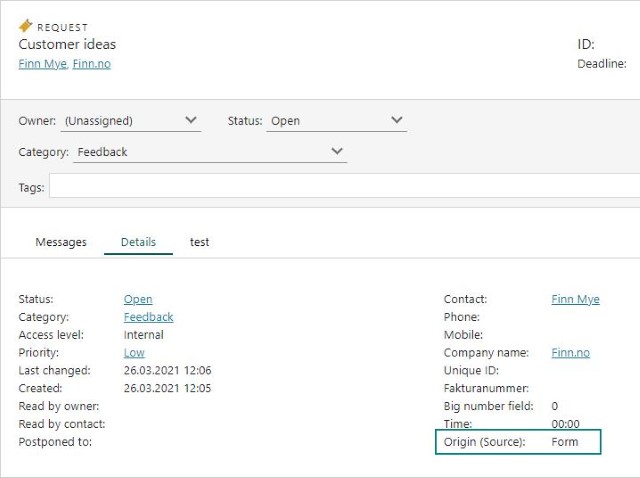 REQUEST
Customer ideas
Finn Mye, Finn.no
ID:
Deadline:
Owner: (Unassigned) Status: Open
Category: Feedback
Tags:
Messages Details test
Status: Open Contact: Finn Mye
Category: Feedback Phone:
Access level: Internal Mobile:
Priority: Low Company name: Finn.no
Last changed: 26.03.2021 12:06 Unique ID:
Created: 26.03.2021 12:05 Fakturanummer:
Read by owner: Big number field: 0
Read by contact: Time: 00:00
Postponed to: Origin (Source): Form